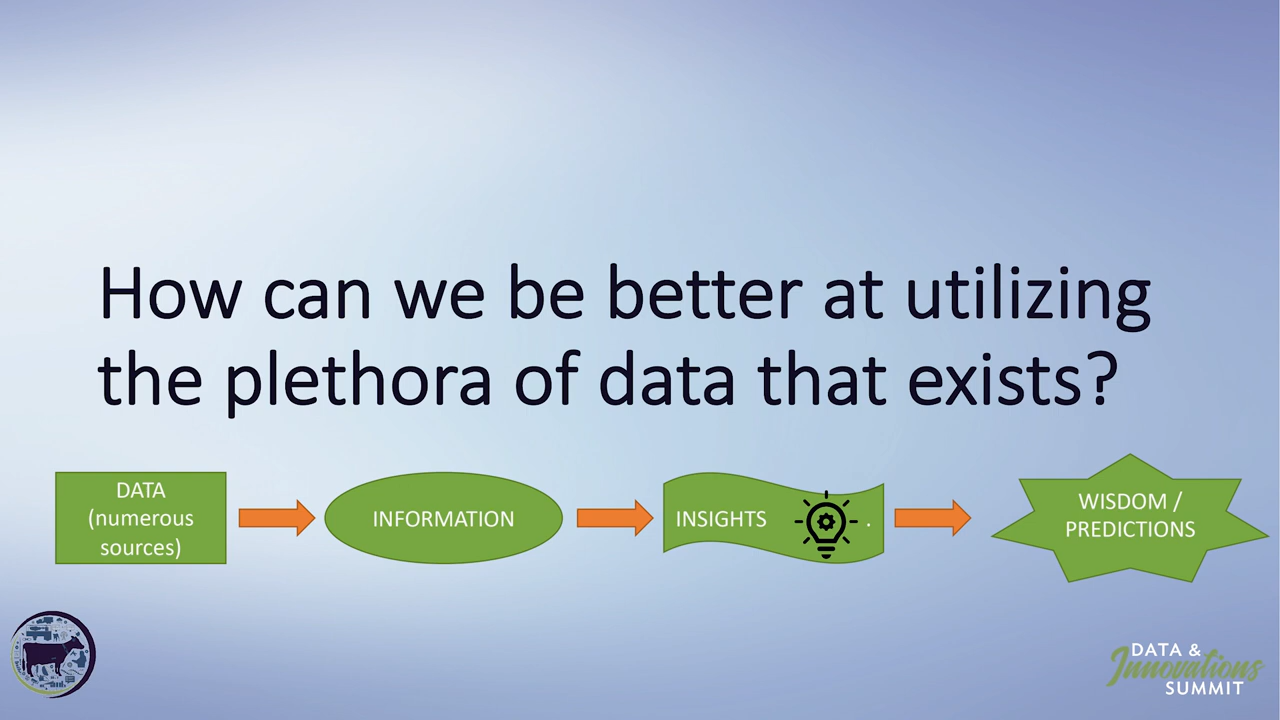 How can we be better at utilizing
the plethora of data that exists?
DATA
(numerous
sources)
INFORMATION
INSIGHTS .
WISDOM /
PREDICTIONS
DATA &
Innovations
SUMMIT